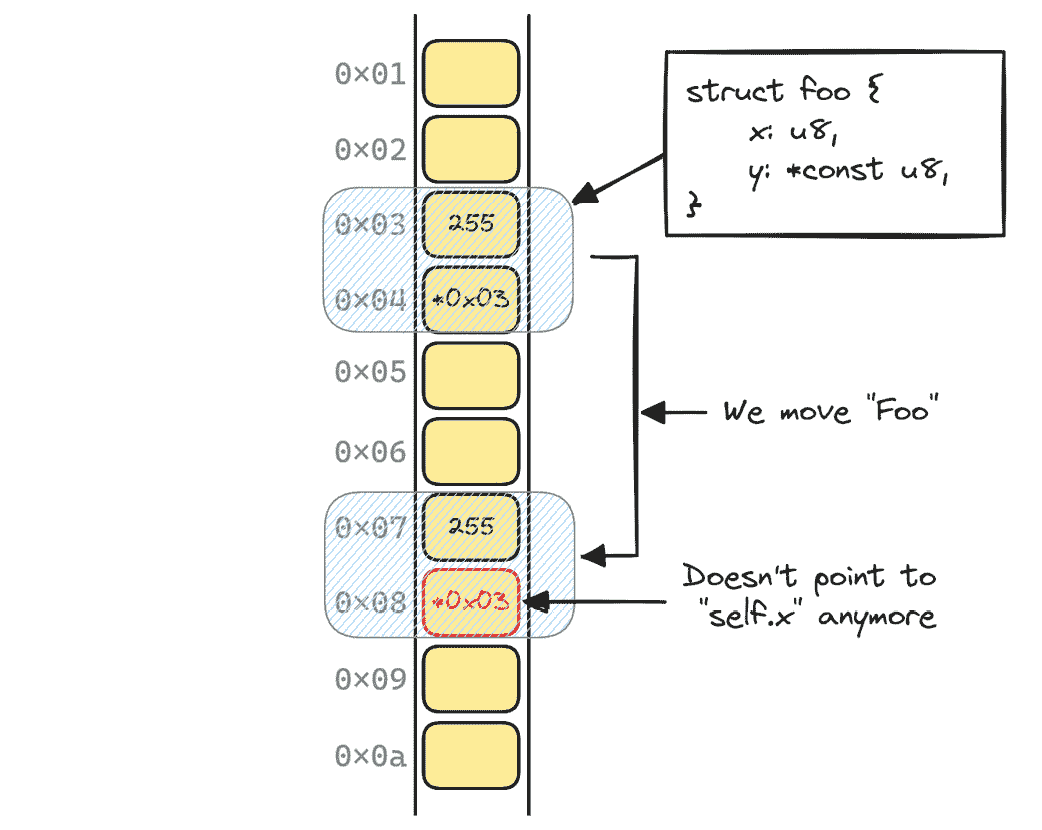 0x01
0x02
0x03 255
0x04 *0x03
0x05
0x06
0x07 255
0x08 *0x03
0x09
0x0a
struct foo {
x: u8,
y: *const u8,
}
We move "Foo"
Doesn't point to
"self.x" anymore